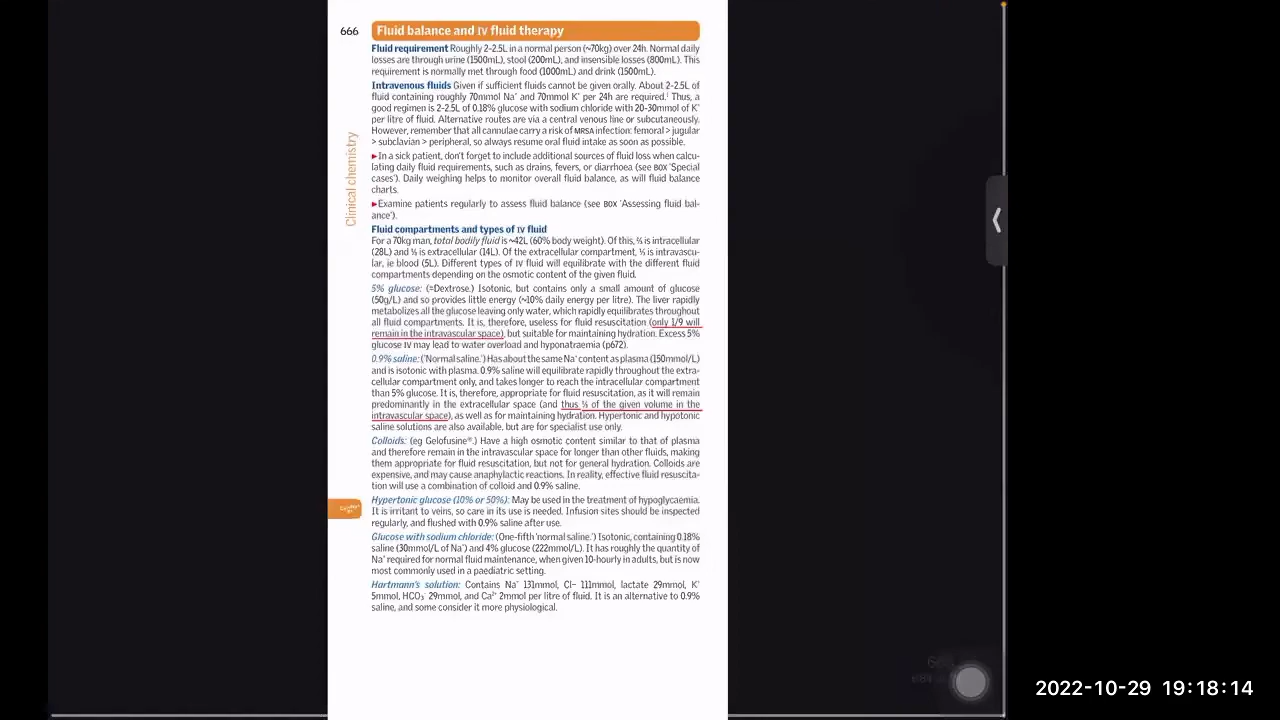 666
Fluid balance and IV fluid therapy
Fluid requirement Roughly 2–2.5L in a normal person (~70kg) over 24h. Normal daily
losses are through urine (1500mL), stool (200mL), and insensible losses (800mL). This
requirement is normally met through food (1000mL) and drink (1500mL).
Intravenous fluids Given if sufficient fluids cannot be given orally. About 2–2.5L of
fluid containing roughly 70mmol Na⁺ and 70mmol K⁺ per 24h are required. Thus, a
good regimen is 2–2.5L of 0.18% glucose with sodium chloride with 20–30mmol of K⁺
per litre of fluid. Alternative routes are via a central venous line or subcutaneously.
However, remember that all cannulae carry a risk of MRSA infection: femoral > jugular
> subclavian > peripheral, so always resume oral fluid intake as soon as possible.
►In a sick patient, don't forget to include additional sources of fluid loss when calcu-
lating daily fluid requirements, such as drains, fevers, or diarrhoea (see BOX 'Special
cases'). Daily weighing helps to monitor overall fluid balance, as will fluid balance
charts.
►Examine patients regularly to assess fluid balance (see BOX 'Assessing fluid bal-
ance').
Fluid compartments and types of IV fluid
For a 70kg man, total bodily fluid is ~42L (60% body weight). Of this, ⅔ is intracellular
(28L) and ⅓ is extracellular (14L). Of the extracellular compartment, ⅓ is intravascu-
lar, ie blood (5L). Different types of IV fluid will equilibrate with the different fluid
compartments depending on the osmotic content of the given fluid.
5% glucose: (=Dextrose.) Isotonic, but contains only a small amount of glucose
(50g/L) and so provides little energy (~10% daily energy per litre). The liver rapidly
metabolizes all the glucose leaving only water, which rapidly equilibrates throughout
all fluid compartments. It is, therefore, useless for fluid resuscitation (only 1/9 will
remain in the intravascular space), but suitable for maintaining hydration. Excess 5%
glucose IV may lead to water overload and hyponatraemia (p672).
0.9% saline: ('Normal saline.') Has about the same Na⁺ content as plasma (150mmol/L)
and is isotonic with plasma. 0.9% saline will equilibrate rapidly throughout the extra-
cellular compartment only, and takes longer to reach the intracellular compartment
than 5% glucose. It is, therefore, appropriate for fluid resuscitation, as it will remain
predominantly in the extracellular space (and thus ⅓ of the given volume in the
intravascular space), as well as for maintaining hydration. Hypertonic and hypotonic
saline solutions are also available, but are for specialist use only.
Colloids: (eg Gelofusine®.) Have a high osmotic content similar to that of plasma
and therefore remain in the intravascular space for longer than other fluids, making
them appropriate for fluid resuscitation, but not for general hydration. Colloids are
expensive, and may cause anaphylactic reactions. In reality, effective fluid resuscita-
tion will use a combination of colloid and 0.9% saline.
Hypertonic glucose (10% or 50%): May be used in the treatment of hypoglycaemia.
It is irritant to veins, so care in its use is needed. Infusion sites should be inspected
regularly, and flushed with 0.9% saline after use.
Glucose with sodium chloride: (One-fifth 'normal saline.') Isotonic, containing 0.18%
saline (30mmol/L of Na⁺) and 4% glucose (222mmol/L). It has roughly the quantity of
Na⁺ required for normal fluid maintenance, when given 10-hourly in adults, but is now
most commonly used in a paediatric setting.
Hartmann's solution: Contains Na⁺ 131mmol, Cl– 111mmol, lactate 29mmol, K⁺
5mmol, HCO₃⁻ 29mmol, and Ca²⁺ 2mmol per litre of fluid. It is an alternative to 0.9%
saline, and some consider it more physiological.
Clinical chemistry
2022-10-29 19:18:14